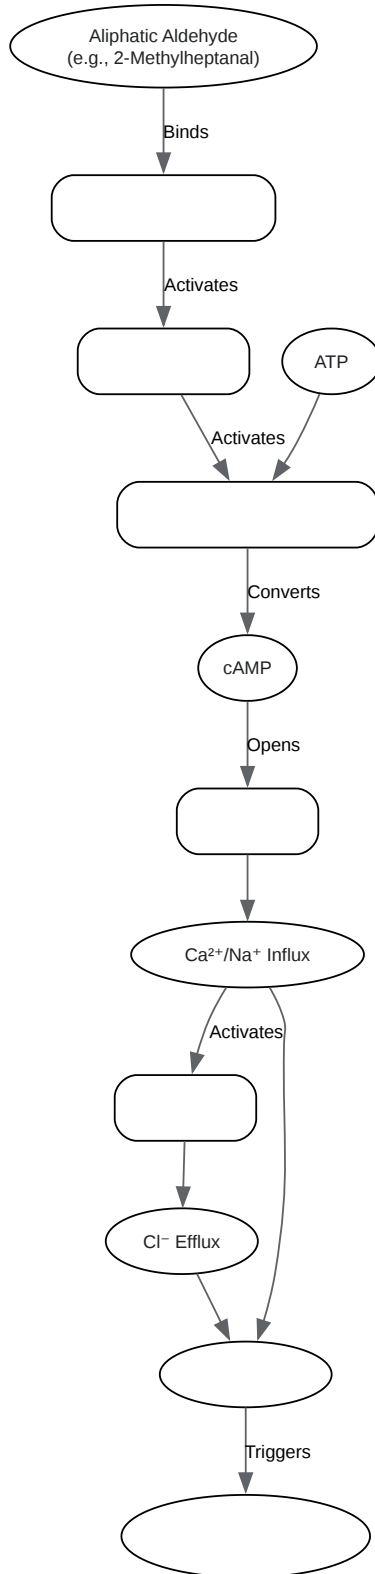 Aliphatic Aldehyde
(e.g., 2-Methylheptanal)
Binds
Activates
ATP
Activates
Converts
cAMP
Opens
Ca²⁺/Na⁺ Influx
Activates
Cl⁻ Efflux
Triggers